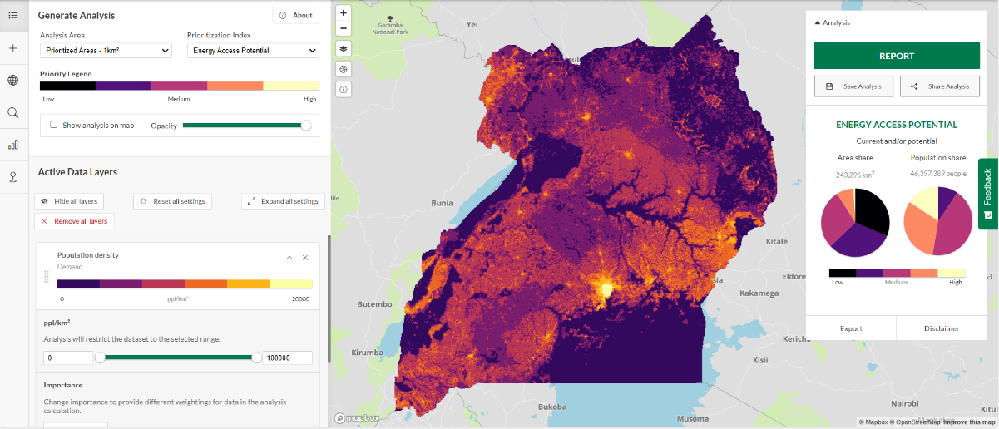 Generate Analysis
About
Analysis Area
Prioritization Index
Prioritized Areas - 1km²
Energy Access Potential
Priority Legend
Low
Medium
High
Show analysis on map
Opacity
Active Data Layers
Hide all layers
Reset all settings
Expand all settings
Remove all layers
Population density
Demand
0
ppl/km²
20000
ppl/km²
Analysis will restrict the dataset to the selected range.
0
100000
Importance
Change importance to provide different weightings for data in the analysis
calculation.
+
−
Garamba
National Park
Yei
Bunia
Butembo
Kirumba
Bukoba
Musoma
Kitale
Eldore
Kakamega
Kericho
Kisii
Nairobi
Kitui
mapbox
© Mapbox © OpenStreetMap Improve this map
Analysis
REPORT
Save Analysis
Share Analysis
ENERGY ACCESS POTENTIAL
Current and/or potential
Area share
Population share
243,296 km²
46,397,389 people
Low
Medium
High
Export
Disclaimer
Feedback